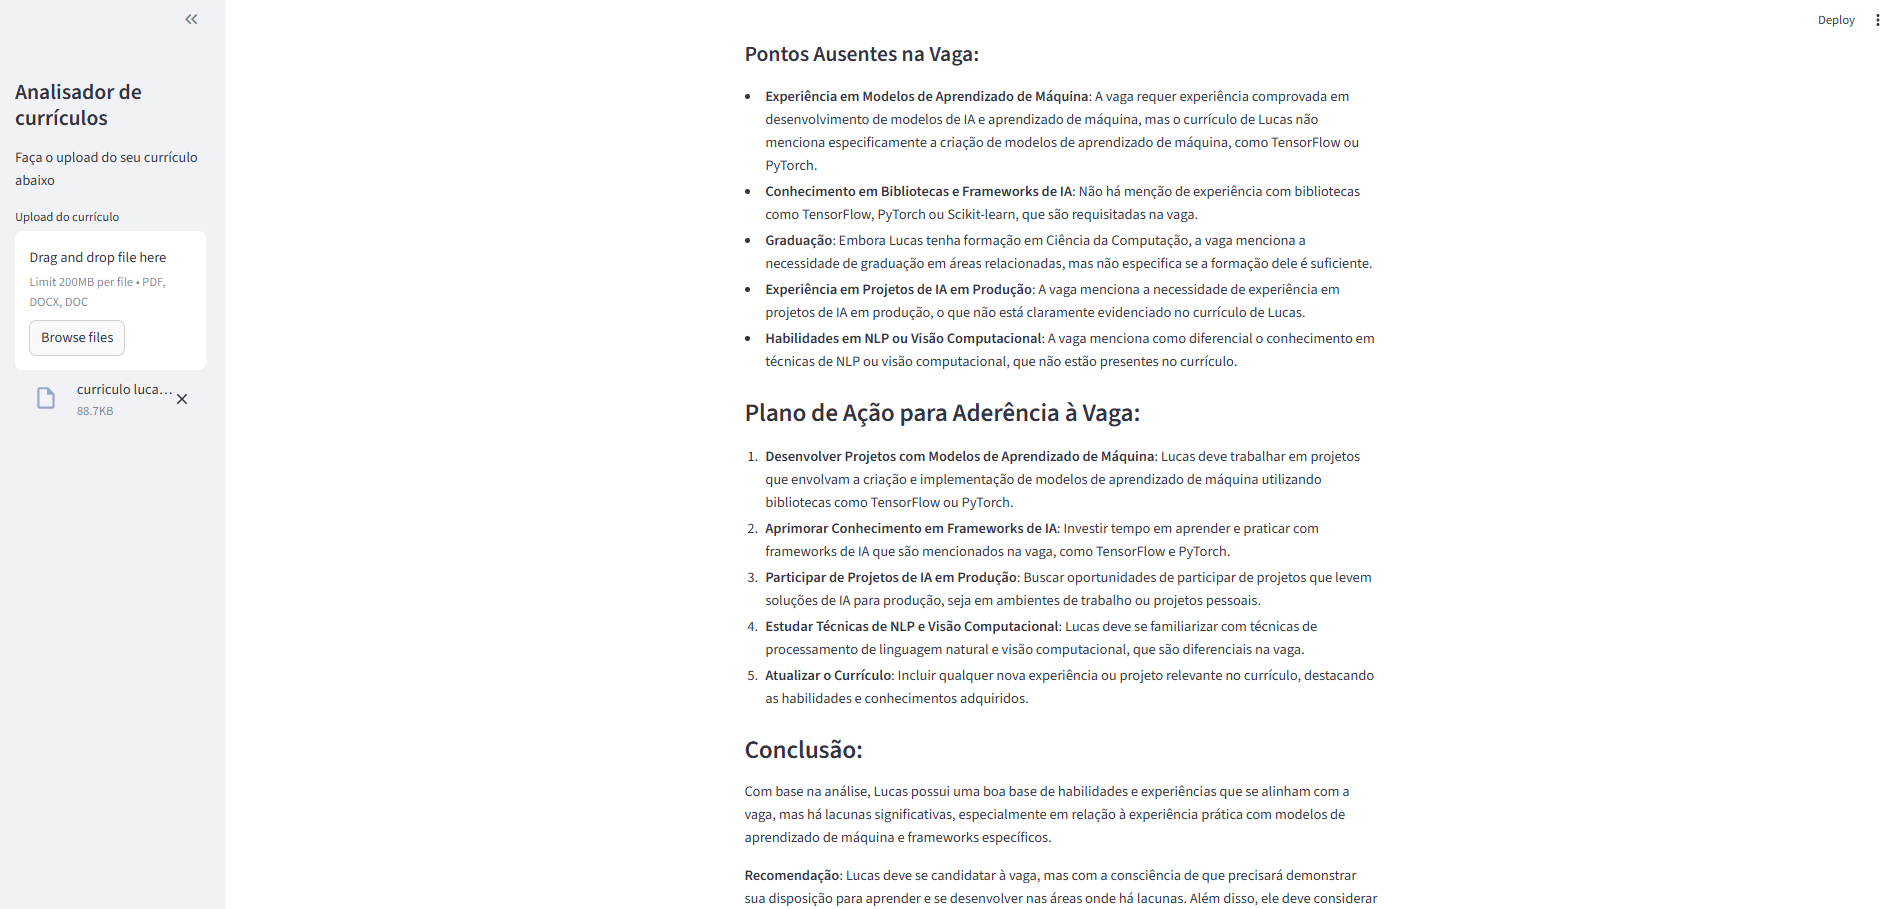 Deploy
Analisador de
currículos
Faça o upload do seu currículo
abaixo
Upload do currículo
Drag and drop file here
Limit 200MB per file • PDF,
DOCX, DOC
Browse files
curriculo luca...
88.7KB
Pontos Ausentes na Vaga:
• Experiência em Modelos de Aprendizado de Máquina: A vaga requer experiência comprovada em
desenvolvimento de modelos de IA e aprendizado de máquina, mas o currículo de Lucas não
menciona especificamente a criação de modelos de aprendizado de máquina, como TensorFlow ou
PyTorch.
• Conhecimento em Bibliotecas e Frameworks de IA: Não há menção de experiência com bibliotecas
como TensorFlow, PyTorch ou Scikit-learn, que são requisitadas na vaga.
• Graduação: Embora Lucas tenha formação em Ciência da Computação, a vaga menciona a
necessidade de graduação em áreas relacionadas, mas não especifica se a formação dele é suficiente.
• Experiência em Projetos de IA em Produção: A vaga menciona a necessidade de experiência em
projetos de IA em produção, o que não está claramente evidenciado no currículo de Lucas.
• Habilidades em NLP ou Visão Computacional: A vaga menciona como diferencial o conhecimento em
técnicas de NLP ou visão computacional, que não estão presentes no currículo.
Plano de Ação para Aderência à Vaga:
1. Desenvolver Projetos com Modelos de Aprendizado de Máquina: Lucas deve trabalhar em projetos
que envolvam a criação e implementação de modelos de aprendizado de máquina utilizando
bibliotecas como TensorFlow ou PyTorch.
2. Aprimorar Conhecimento em Frameworks de IA: Investir tempo em aprender e praticar com
frameworks de IA que são mencionados na vaga, como TensorFlow e PyTorch.
3. Participar de Projetos de IA em Produção: Buscar oportunidades de participar de projetos que levem
soluções de IA para produção, seja em ambientes de trabalho ou projetos pessoais.
4. Estudar Técnicas de NLP e Visão Computacional: Lucas deve se familiarizar com técnicas de
processamento de linguagem natural e visão computacional, que são diferenciais na vaga.
5. Atualizar o Currículo: Incluir qualquer nova experiência ou projeto relevante no currículo, destacando
as habilidades e conhecimentos adquiridos.
Conclusão:
Com base na análise, Lucas possui uma boa base de habilidades e experiências que se alinham com a
vaga, mas há lacunas significativas, especialmente em relação à experiência prática com modelos de
aprendizado de máquina e frameworks específicos.
Recomendação: Lucas deve se candidatar à vaga, mas com a consciência de que precisará demonstrar
sua disposição para aprender e se desenvolver nas áreas onde há lacunas. Além disso, ele deve considerar